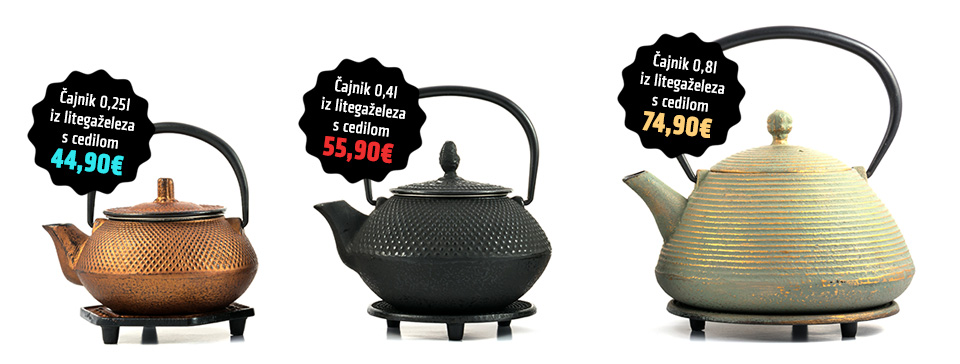 Čajnik 0,25l
iz litegaželeza
s cedilom
44,90€
Čajnik 0,4l
iz litegaželeza
s cedilom
55,90€
Čajnik 0,8l
iz litegaželeza
s cedilom
74,90€